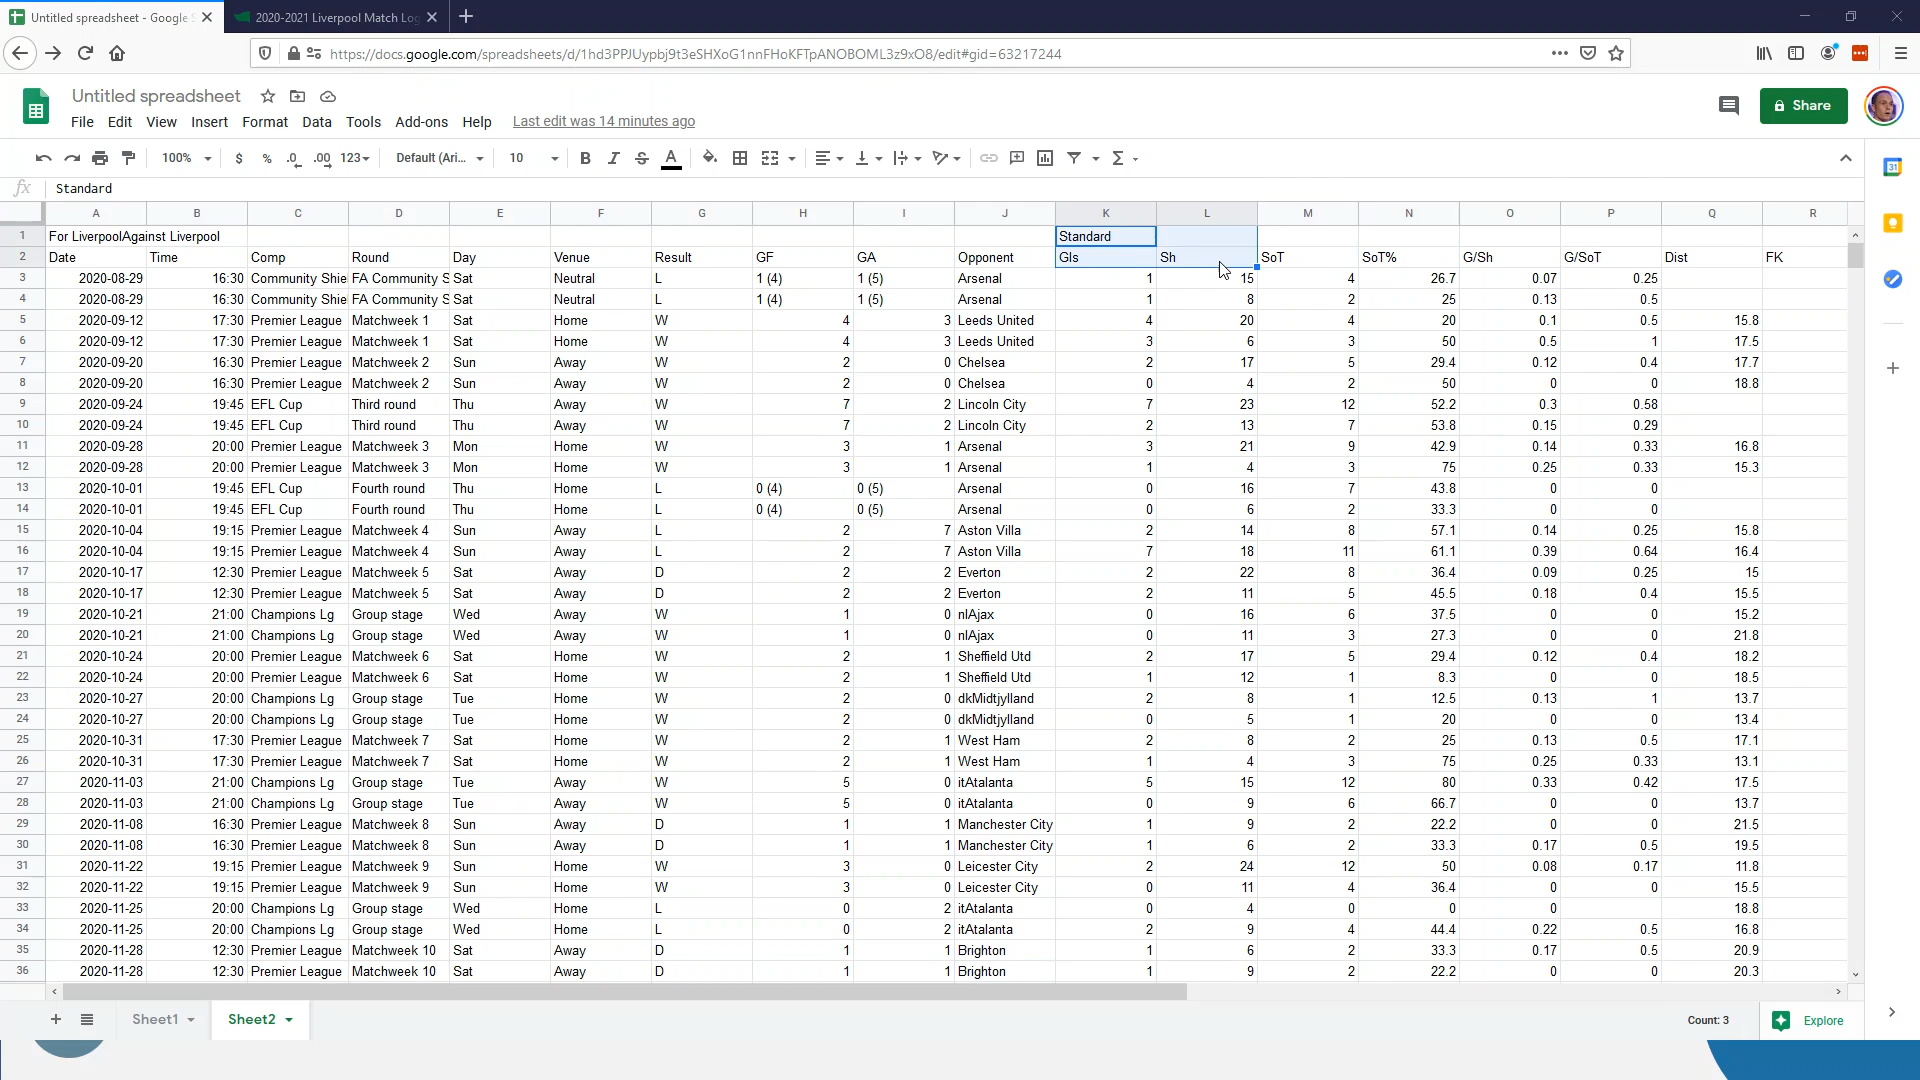 Untitled spreadsheet - Google S
2020-2021 Liverpool Match Log
https://docs.google.com/spreadsheets/d/1hd3PPJUypbj9t3eSHXoG1nnFHoKFTpANOBOML3z9xO8/edit#gid=63217244
Untitled spreadsheet
Share
File Edit View Insert Format Data Tools Add-ons Help Last edit was 14 minutes ago
100% $ % .0 .00 123 Default (Ari... 10 B I S A Σ
fx Standard
A B C D E F G H I J K L M N O P Q R
1 For LiverpoolAgainst Liverpool Standard
2 Date Time Comp Round Day Venue Result GF GA Opponent Gls Sh SoT SoT% G/Sh G/SoT Dist FK
3 2020-08-29 16:30 Community Shie FA Community S Sat Neutral L 1 (4) 1 (5) Arsenal 1 15 4 26.7 0.07 0.25
4 2020-08-29 16:30 Community Shie FA Community S Sat Neutral L 1 (4) 1 (5) Arsenal 1 8 2 25 0.13 0.5
5 2020-09-12 17:30 Premier League Matchweek 1 Sat Home W 4 3 Leeds United 4 20 4 20 0.1 0.5 15.8
6 2020-09-12 17:30 Premier League Matchweek 1 Sat Home W 4 3 Leeds United 3 6 3 50 0.5 1 17.5
7 2020-09-20 16:30 Premier League Matchweek 2 Sun Away W 2 0 Chelsea 2 17 5 29.4 0.12 0.4 17.7
8 2020-09-20 16:30 Premier League Matchweek 2 Sun Away W 2 0 Chelsea 0 4 2 50 0 0 18.8
9 2020-09-24 19:45 EFL Cup Third round Thu Away W 7 2 Lincoln City 7 23 12 52.2 0.3 0.58
10 2020-09-24 19:45 EFL Cup Third round Thu Away W 7 2 Lincoln City 2 13 7 53.8 0.15 0.29
11 2020-09-28 20:00 Premier League Matchweek 3 Mon Home W 3 1 Arsenal 3 21 9 42.9 0.14 0.33 16.8
12 2020-09-28 20:00 Premier League Matchweek 3 Mon Home W 3 1 Arsenal 1 4 3 75 0.25 0.33 15.3
13 2020-10-01 19:45 EFL Cup Fourth round Thu Home L 0 (4) 0 (5) Arsenal 0 16 7 43.8 0 0
14 2020-10-01 19:45 EFL Cup Fourth round Thu Home L 0 (4) 0 (5) Arsenal 0 6 2 33.3 0 0
15 2020-10-04 19:15 Premier League Matchweek 4 Sun Away L 2 7 Aston Villa 2 14 8 57.1 0.14 0.25 15.8
16 2020-10-04 19:15 Premier League Matchweek 4 Sun Away L 2 7 Aston Villa 7 18 11 61.1 0.39 0.64 16.4
17 2020-10-17 12:30 Premier League Matchweek 5 Sat Away D 2 2 Everton 2 22 8 36.4 0.09 0.25 15
18 2020-10-17 12:30 Premier League Matchweek 5 Sat Away D 2 2 Everton 2 11 5 45.5 0.18 0.4 15.5
19 2020-10-21 21:00 Champions Lg Group stage Wed Away W 1 0 nlAjax 0 16 6 37.5 0 0 15.2
20 2020-10-21 21:00 Champions Lg Group stage Wed Away W 1 0 nlAjax 0 11 3 27.3 0 0 21.8
21 2020-10-24 20:00 Premier League Matchweek 6 Sat Home W 2 1 Sheffield Utd 2 17 5 29.4 0.12 0.4 18.2
22 2020-10-24 20:00 Premier League Matchweek 6 Sat Home W 2 1 Sheffield Utd 1 12 1 8.3 0 0 18.5
23 2020-10-27 20:00 Champions Lg Group stage Tue Home W 2 0 dkMidtjylland 2 8 1 12.5 0.13 1 13.7
24 2020-10-27 20:00 Champions Lg Group stage Tue Home W 2 0 dkMidtjylland 0 5 1 20 0 0 13.4
25 2020-10-31 17:30 Premier League Matchweek 7 Sat Home W 2 1 West Ham 2 8 2 25 0.13 0.5 17.1
26 2020-10-31 17:30 Premier League Matchweek 7 Sat Home W 2 1 West Ham 1 4 3 75 0.25 0.33 13.1
27 2020-11-03 21:00 Champions Lg Group stage Tue Away W 5 0 itAtalanta 5 15 12 80 0.33 0.42 17.5
28 2020-11-03 21:00 Champions Lg Group stage Tue Away W 5 0 itAtalanta 0 9 6 66.7 0 0 13.7
29 2020-11-08 16:30 Premier League Matchweek 8 Sun Away D 1 1 Manchester City 1 9 2 22.2 0 0 21.5
30 2020-11-08 16:30 Premier League Matchweek 8 Sun Away D 1 1 Manchester City 1 6 2 33.3 0.17 0.5 19.5
31 2020-11-22 19:15 Premier League Matchweek 9 Sun Home W 3 0 Leicester City 2 24 12 50 0.08 0.17 11.8
32 2020-11-22 19:15 Premier League Matchweek 9 Sun Home W 3 0 Leicester City 0 11 4 36.4 0 0 15.5
33 2020-11-25 20:00 Champions Lg Group stage Wed Home L 0 2 itAtalanta 0 4 0 0 0 18.8
34 2020-11-25 20:00 Champions Lg Group stage Wed Home L 0 2 itAtalanta 2 9 4 44.4 0.22 0.5 16.8
35 2020-11-28 12:30 Premier League Matchweek 10 Sat Away D 1 1 Brighton 1 6 2 33.3 0.17 0.5 20.9
36 2020-11-28 12:30 Premier League Matchweek 10 Sat Away D 1 1 Brighton 1 9 2 22.2 0 0 20.3
Sheet1 Sheet2 Count: 3 Explore